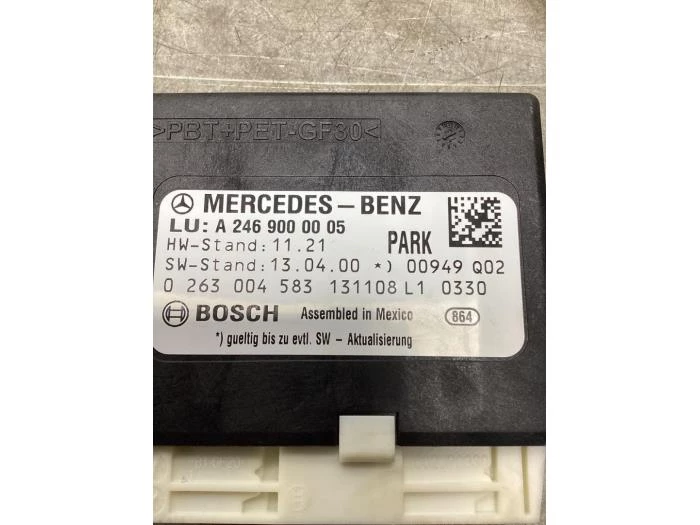 >PBT+PET-GF30<
MERCEDES-BENZ
LU: A 246 900 00 05
HW-Stand: 11.21 PARK
SW-Stand: 13.04.00 *) 00949 Q02
0 263 004 583 131108 L1 0330
BOSCH Assembled in Mexico 864
*) gueltig bis zu evtl. SW - Aktualisierung